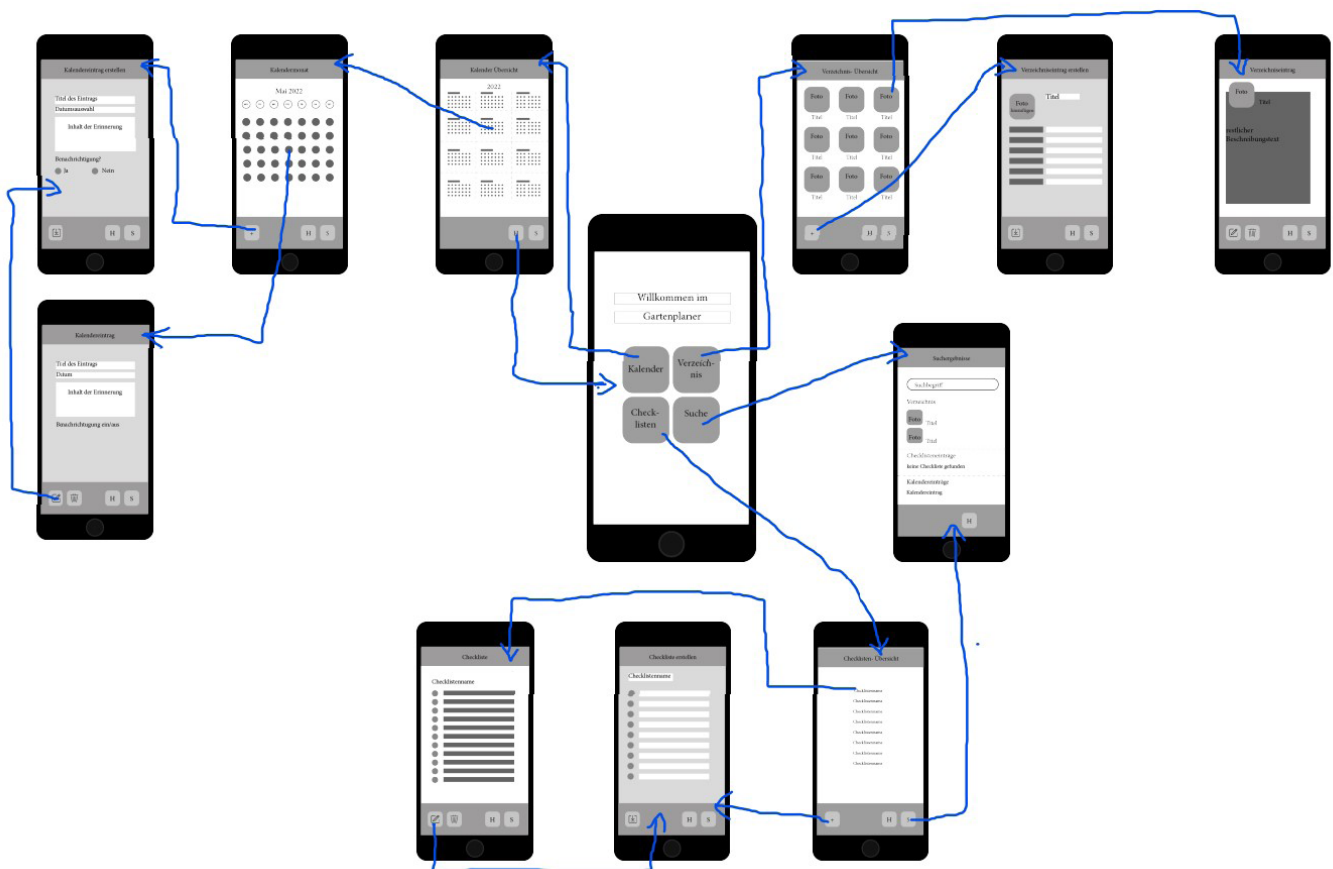 Kalendereintrag erstellen
Titel des Eintrags
Datumsauswahl
Inhalt der Erinnerung
Benachrichtigung?
Ja
Nein
H
S
Kalendermonat
Mai 2022
+
H
S
Kalender Übersicht
2022
H
S
Verzeichnis- Übersicht
Foto
Foto
Foto
Titel
Titel
Titel
Foto
Foto
Foto
Titel
Titel
Titel
Foto
Foto
Foto
Titel
Titel
Titel
+
H
S
Verzeichniseintrag erstellen
Foto
hinzufügen
Titel
H
S
Verzeichniseintrag
Foto
Titel
restlicher
Beschreibungstext
H
S
Kalendereintrag
Titel des Eintrags
Datum
Inhalt der Erinnerung
Benachrichtigung ein/aus
H
S
Willkommen im
Gartenplaner
Kalender
Verzeich-
nis
Check-
listen
Suche
Suchergebnisse
Suchbegriff
Verzeichnis
Foto
Titel
Foto
Titel
Checklisteneinträge
keine Checkliste gefunden
Kalendereinträge
Kalendereintrag
H
Checkliste
Checklistenname
H
S
Checkliste erstellen
Checklistenname
H
S
Checklisten- Übersicht
Checklistenname
Checklistenname
Checklistenname
Checklistenname
Checklistenname
Checklistenname
Checklistenname
Checklistenname
+
H
S